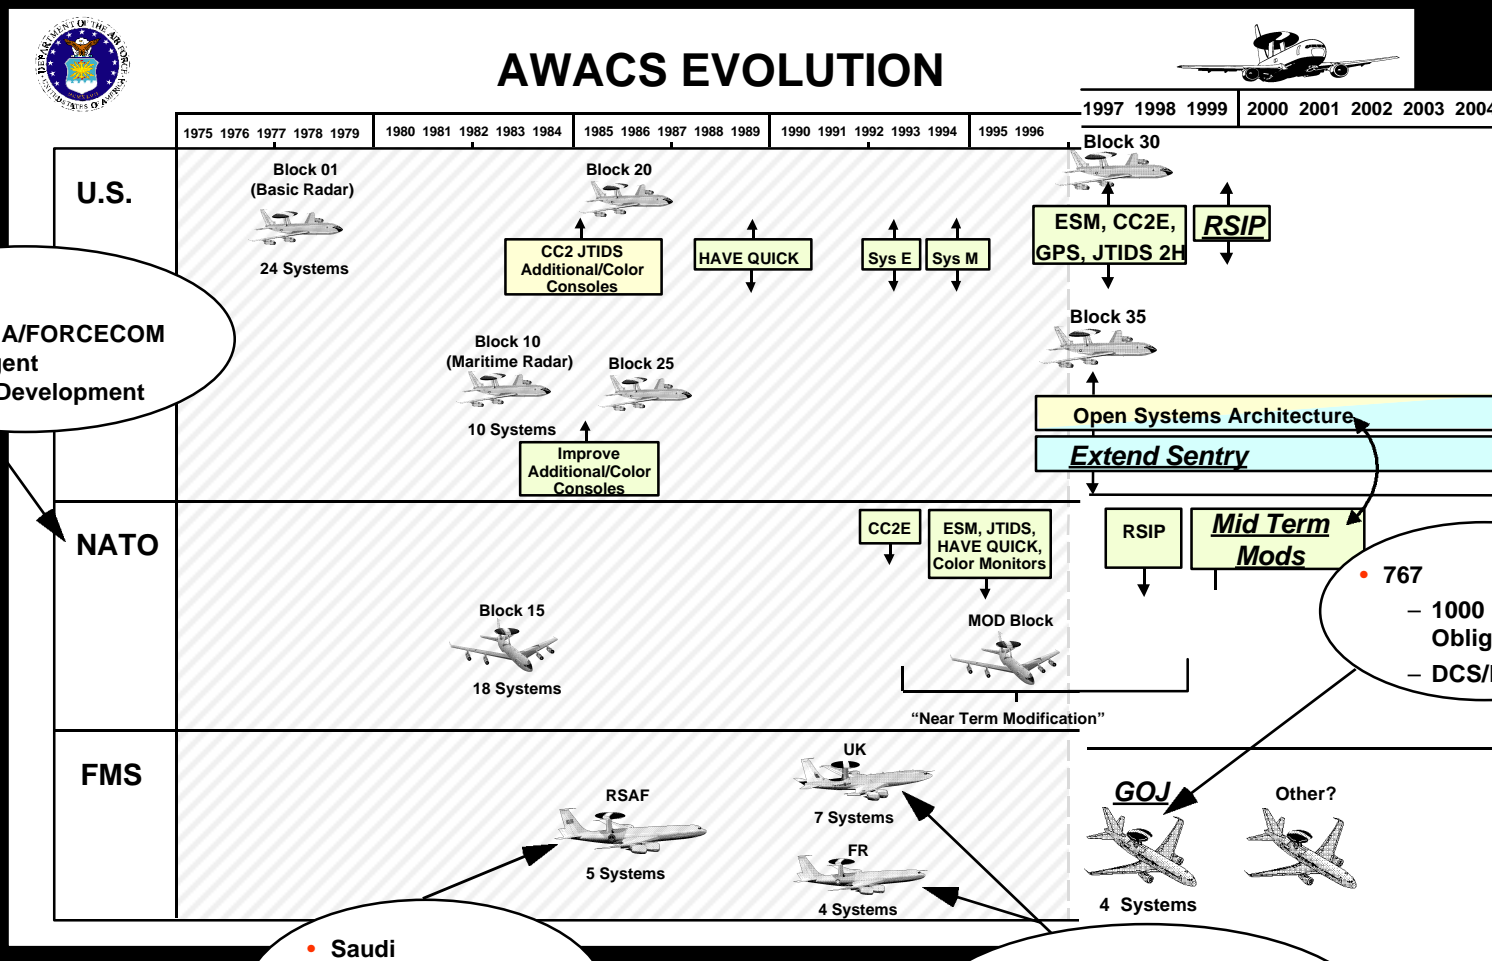 AWACS EVOLUTION
1975 1976 1977 1978 1979 1980 1981 1982 1983 1984 1985 1986 1987 1988 1989 1990 1991 1992 1993 1994 1995 1996 1997 1998 1999 2000 2001 2002 2003 2004
U.S.
Block 01
(Basic Radar)
24 Systems
Block 20
CC2 JTIDS
Additional/Color
Consoles
HAVE QUICK
Sys E
Sys M
Block 30
ESM, CC2E,
GPS, JTIDS 2H
RSIP
A/FORCECOM
gent
Development
Block 10
(Maritime Radar)
10 Systems
Block 25
Improve
Additional/Color
Consoles
Block 35
Open Systems Architecture
Extend Sentry
NATO
CC2E
ESM, JTIDS,
HAVE QUICK,
Color Monitors
RSIP
Mid Term
Mods
Block 15
18 Systems
MOD Block
“Near Term Modification”
• 767
– 1000
Oblig
– DCS/
FMS
RSAF
5 Systems
UK
7 Systems
FR
4 Systems
GOJ
4 Systems
Other?
• Saudi